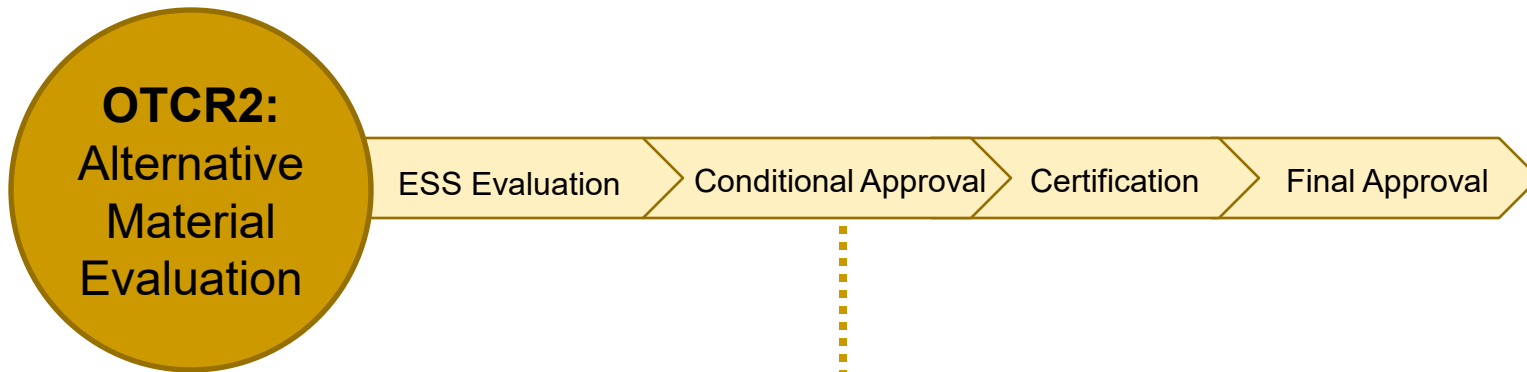 OTCR2:
Alternative
Material
Evaluation
ESS Evaluation
Conditional Approval
Certification
Final Approval